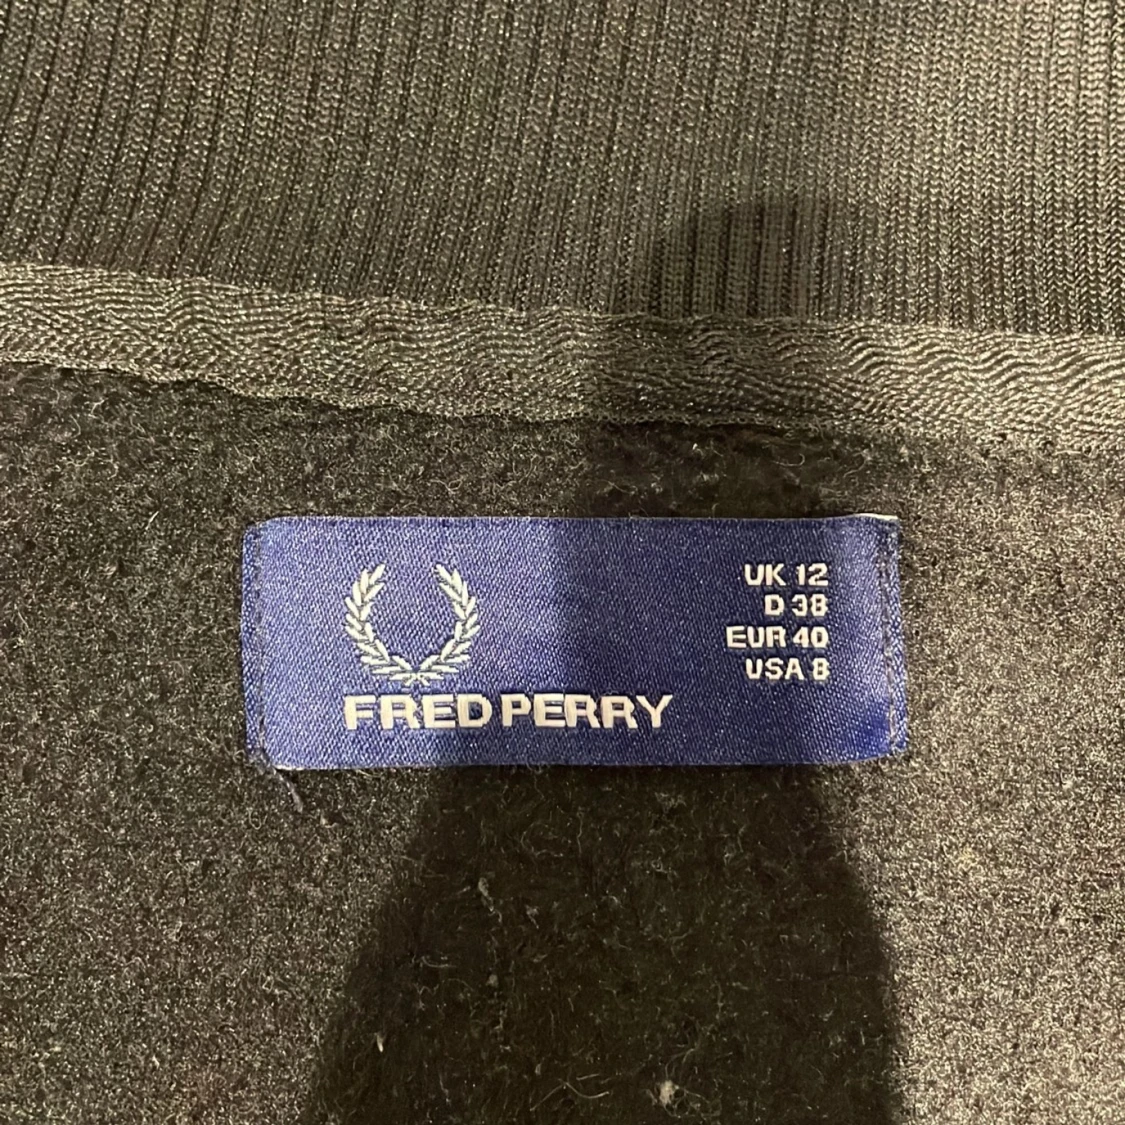 UK 12
D 38
EUR 40
USA 8
FRED PERRY